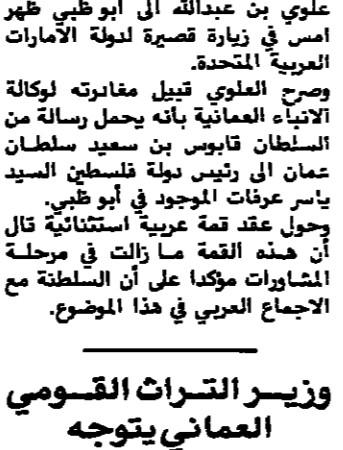 علوي بن عبدالله الى أبو ظبي ظهر
امس في زيارة قصيرة لدولة الامارات
العربية المتحدة.
وصرح العلوي قبيل مغادرته لوكالة
الانباء العمانية بأنه يحمل رسالة من
السلطان قابوس بن سعيد سلطان
عمان الى رئيس دولة فلسطين السيد
ياسر عرفات الموجود في أبو ظبي.
وحول عقد قمة عربية استثنائية قال
أن هذه القمة ما زالت في مرحلة
المشاورات مؤكدا على أن السلطنة مع
الاجماع العربي في هذا الموضوع.
وزير التراث القومي
العماني يتوجه